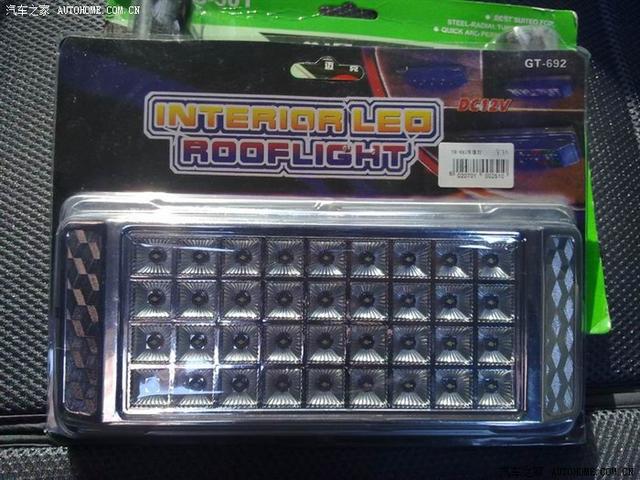 汽车之家 AUTOHOME.COM.CN
BEST SUITED FOR
STEEL-RADIAL
QUICK AND
GT-692
DC12V
INTERIOR LED
ROOFLIGHT
汽车之家 AUTOHOME.COM.CN